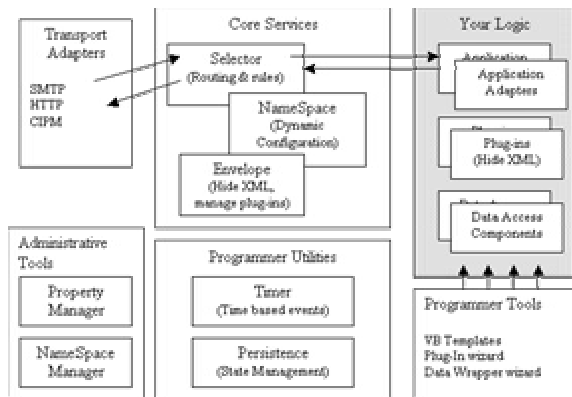 Transport
Adapters
SMTP
HTTP
CIPM
Core Services
Selector
(Routing & rules)
NameSpace
(Dynamic
Configuration)
Envelope
(Hide XML,
manage plug-ins)
Your Logic
Application
Application
Adapters
Plug-ins
(Hide XML)
Data Access
Components
Administrative
Tools
Property
Manager
NameSpace
Manager
Programmer Utilities
Timer
(Time based events)
Persistence
(State Management)
Programmer Tools
VB Templates
Plug-In wizard
Data Wrapper wizard